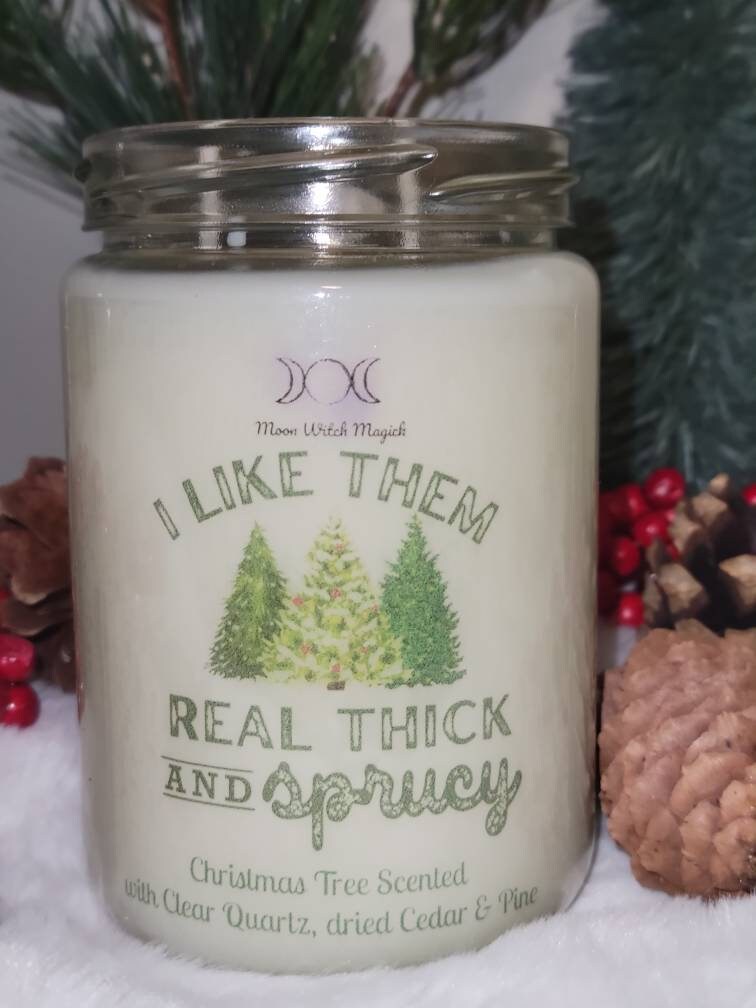 Moon Witch Magick
I LIKE THEM
REAL THICK
AND sprucy
Christmas Tree Scented
with Clear Quartz, dried Cedar & Pine